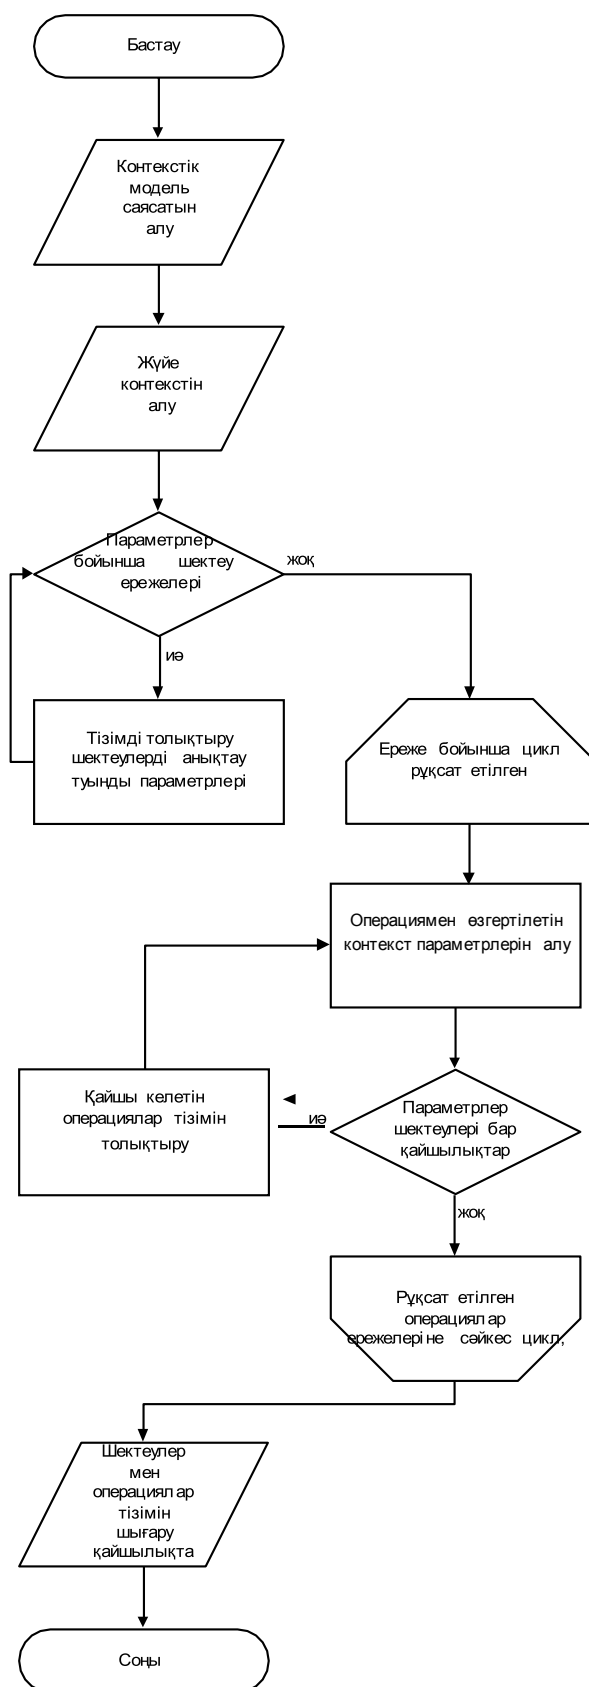 Бастау
Контекстік
модель
саясатын
алу
Жүйе
контекстін
алу
Параметрлер
бойынша шектеу
ережелері
жоқ
иә
Тізімді толықтыру
шектеулерді анықтау
туынды параметрлері
Ереже бойынша цикл
рұқсат етілген
Операциямен өзгертілетін
контекст параметрлерін алу
Қайшы келетін
операциялар тізімін
толықтыру
иә
Параметрлер
шектеулері бар
қайшылықтар
жоқ
Рұқсат етілген
операциялар
ережелеріне сәйкес цикл,
Шектеулер
мен
операциялар
тізімін
шығару
қайшылықта
Соңы